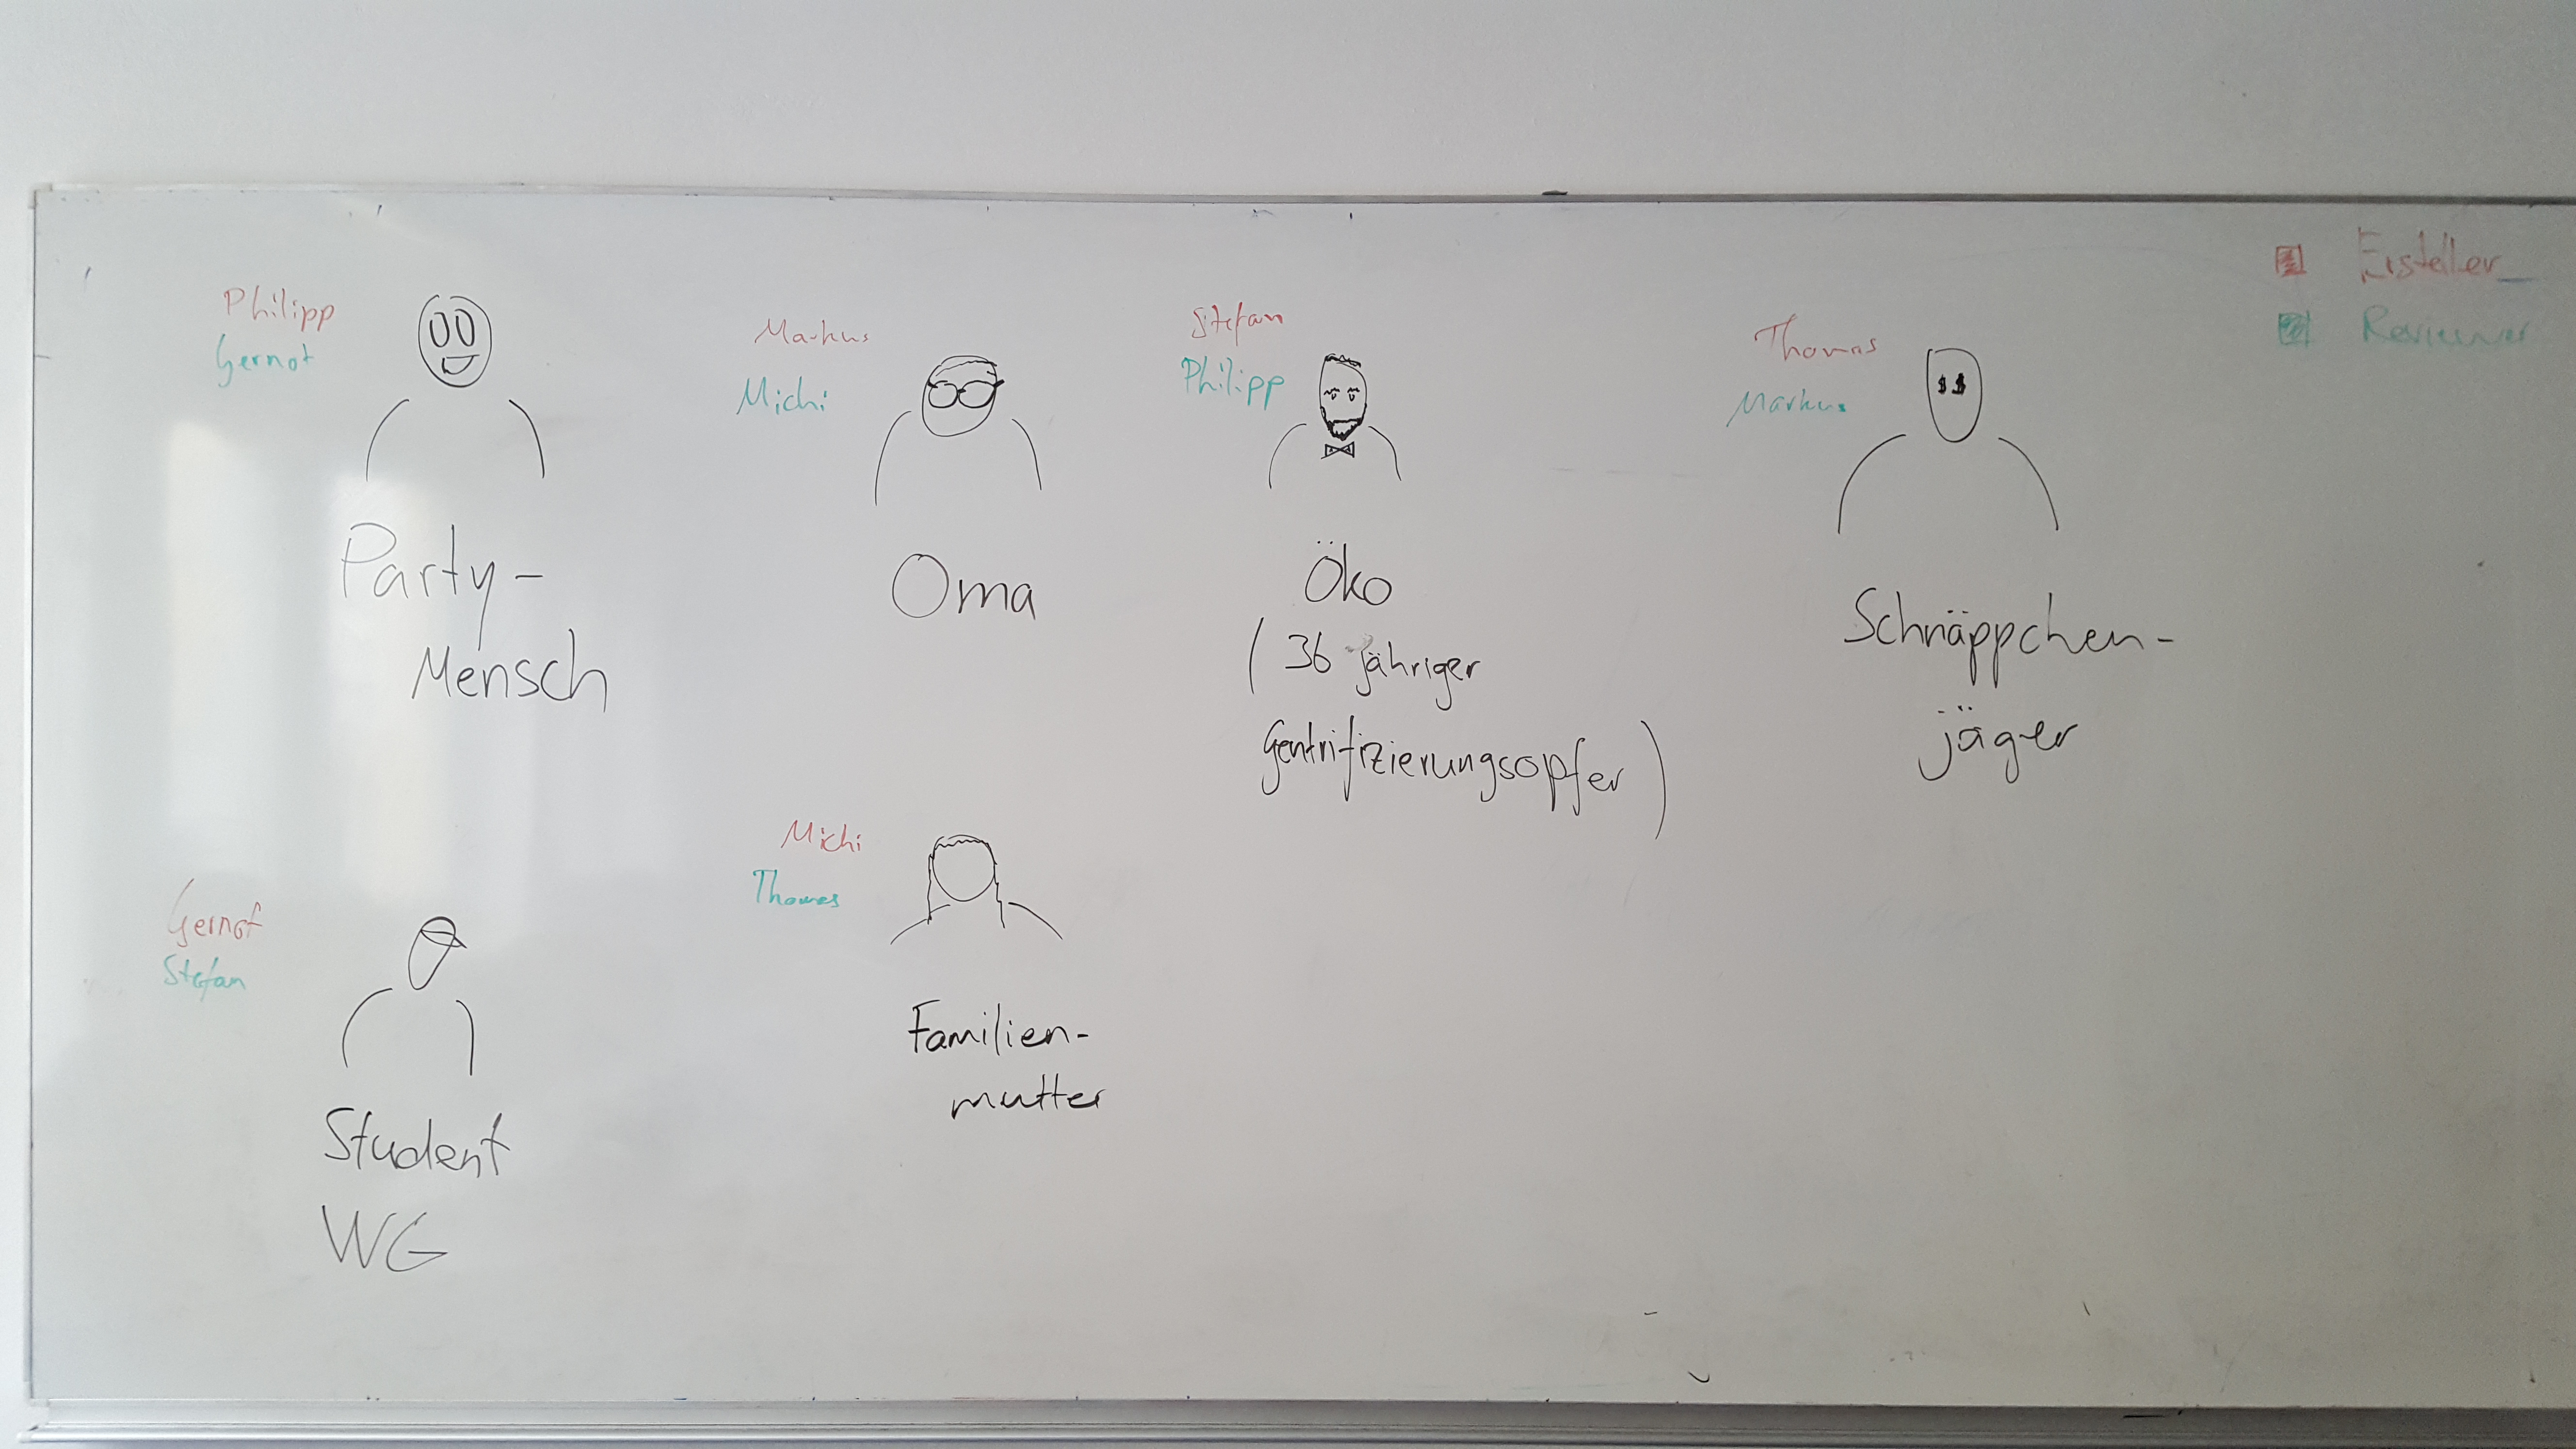 Philipp
Gernot
Party-
Mensch
Markus
Michi
Oma
Stefan
Philipp
Öko
( 36 jähriger
Gentrifizierungsopfer )
Thomas
Markus
$ $
Schnäppchen-
jäger
Ersteller
Reviewer
Gernot
Stefan
Student
WG
Michi
Thomas
Familien-
mutter